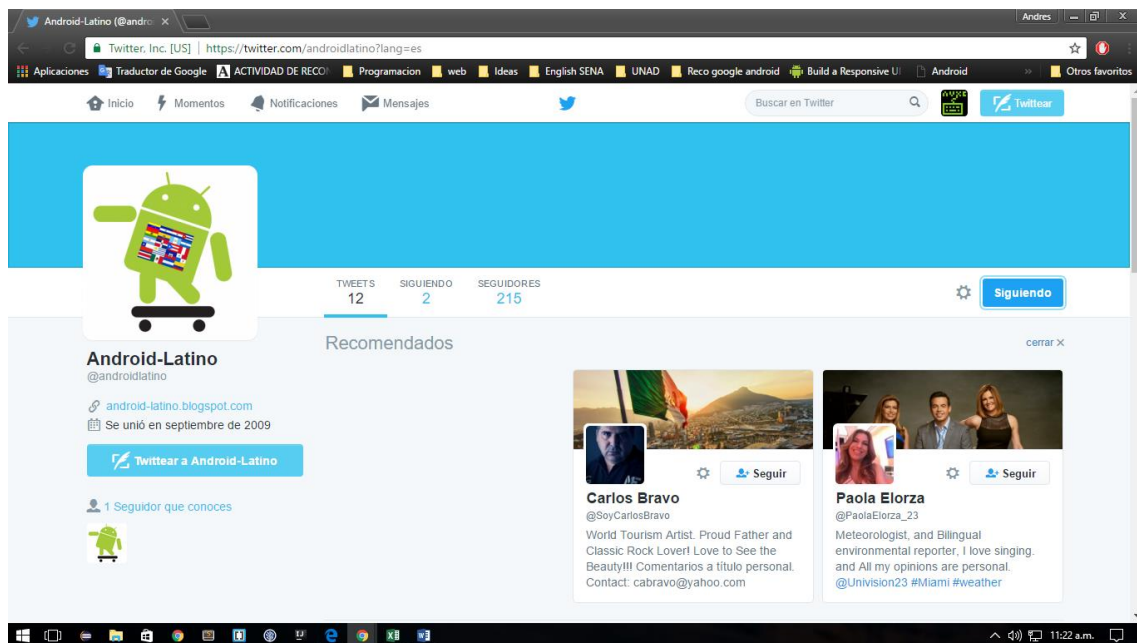 Android-Latino (@andro
Andres
Twitter, Inc. [US] | https://twitter.com/androidlatino?lang=es
Aplicaciones Traductor de Google ACTIVIDAD DE RECO Programacion web Ideas English SENA UNAD Reco google android Build a Responsive UI Android » Otros favoritos
Inicio Momentos Notificaciones Mensajes Buscar en Twitter Twittear
TWEETS SIGUIENDO SEGUIDORES
12 2 215
Siguiendo
Recomendados
cerrar ×
Android-Latino
@androidlatino
android-latino.blogspot.com
Se unió en septiembre de 2009
Twittear a Android-Latino
1 Seguidor que conoces
Seguir
Carlos Bravo
@SoyCarlosBravo
World Tourism Artist. Proud Father and
Classic Rock Lover! Love to See the
Beauty!!! Comentarios a título personal.
Contact: cabravo@yahoo.com
Seguir
Paola Elorza
@PaolaElorza_23
Meteorologist, and Bilingual
environmental reporter, I love singing.
and All my opinions are personal.
@Univision23 #Miami #weather
11:22 a.m.